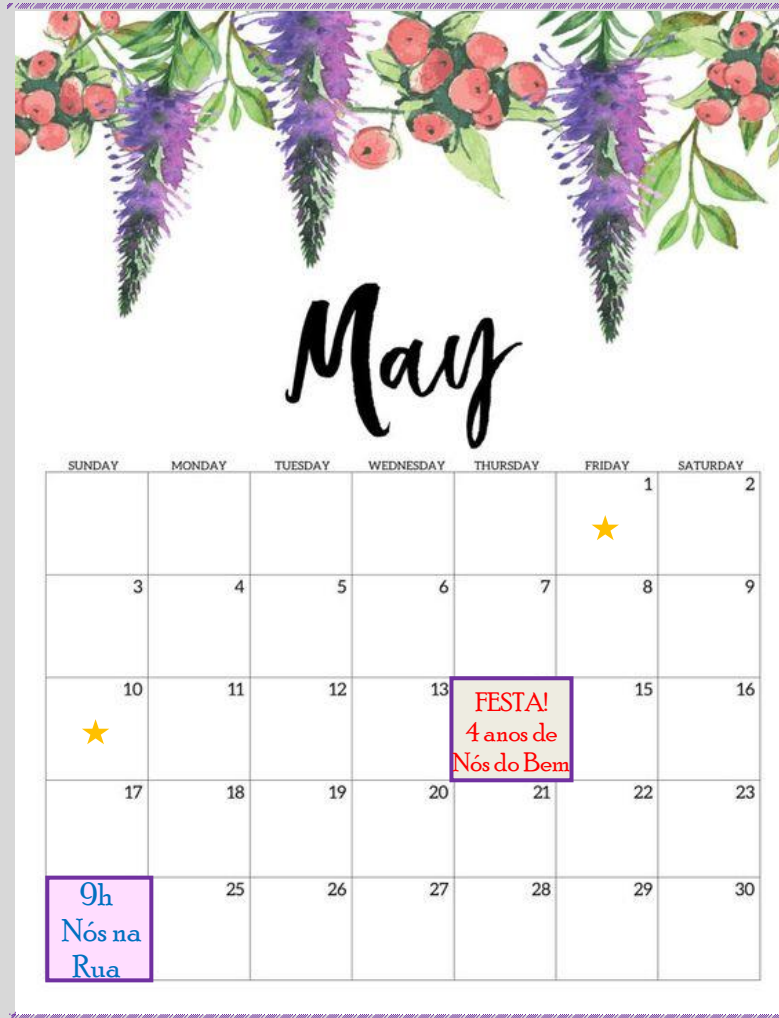 May
SUNDAY MONDAY TUESDAY WEDNESDAY THURSDAY FRIDAY SATURDAY
1 2
3 4 5 6 7 8 9
10 11 12 13 15 16
FESTA!
4 anos de
Nós do Bem
17 18 19 20 21 22 23
25 26 27 28 29 30
9h
Nós na
Rua